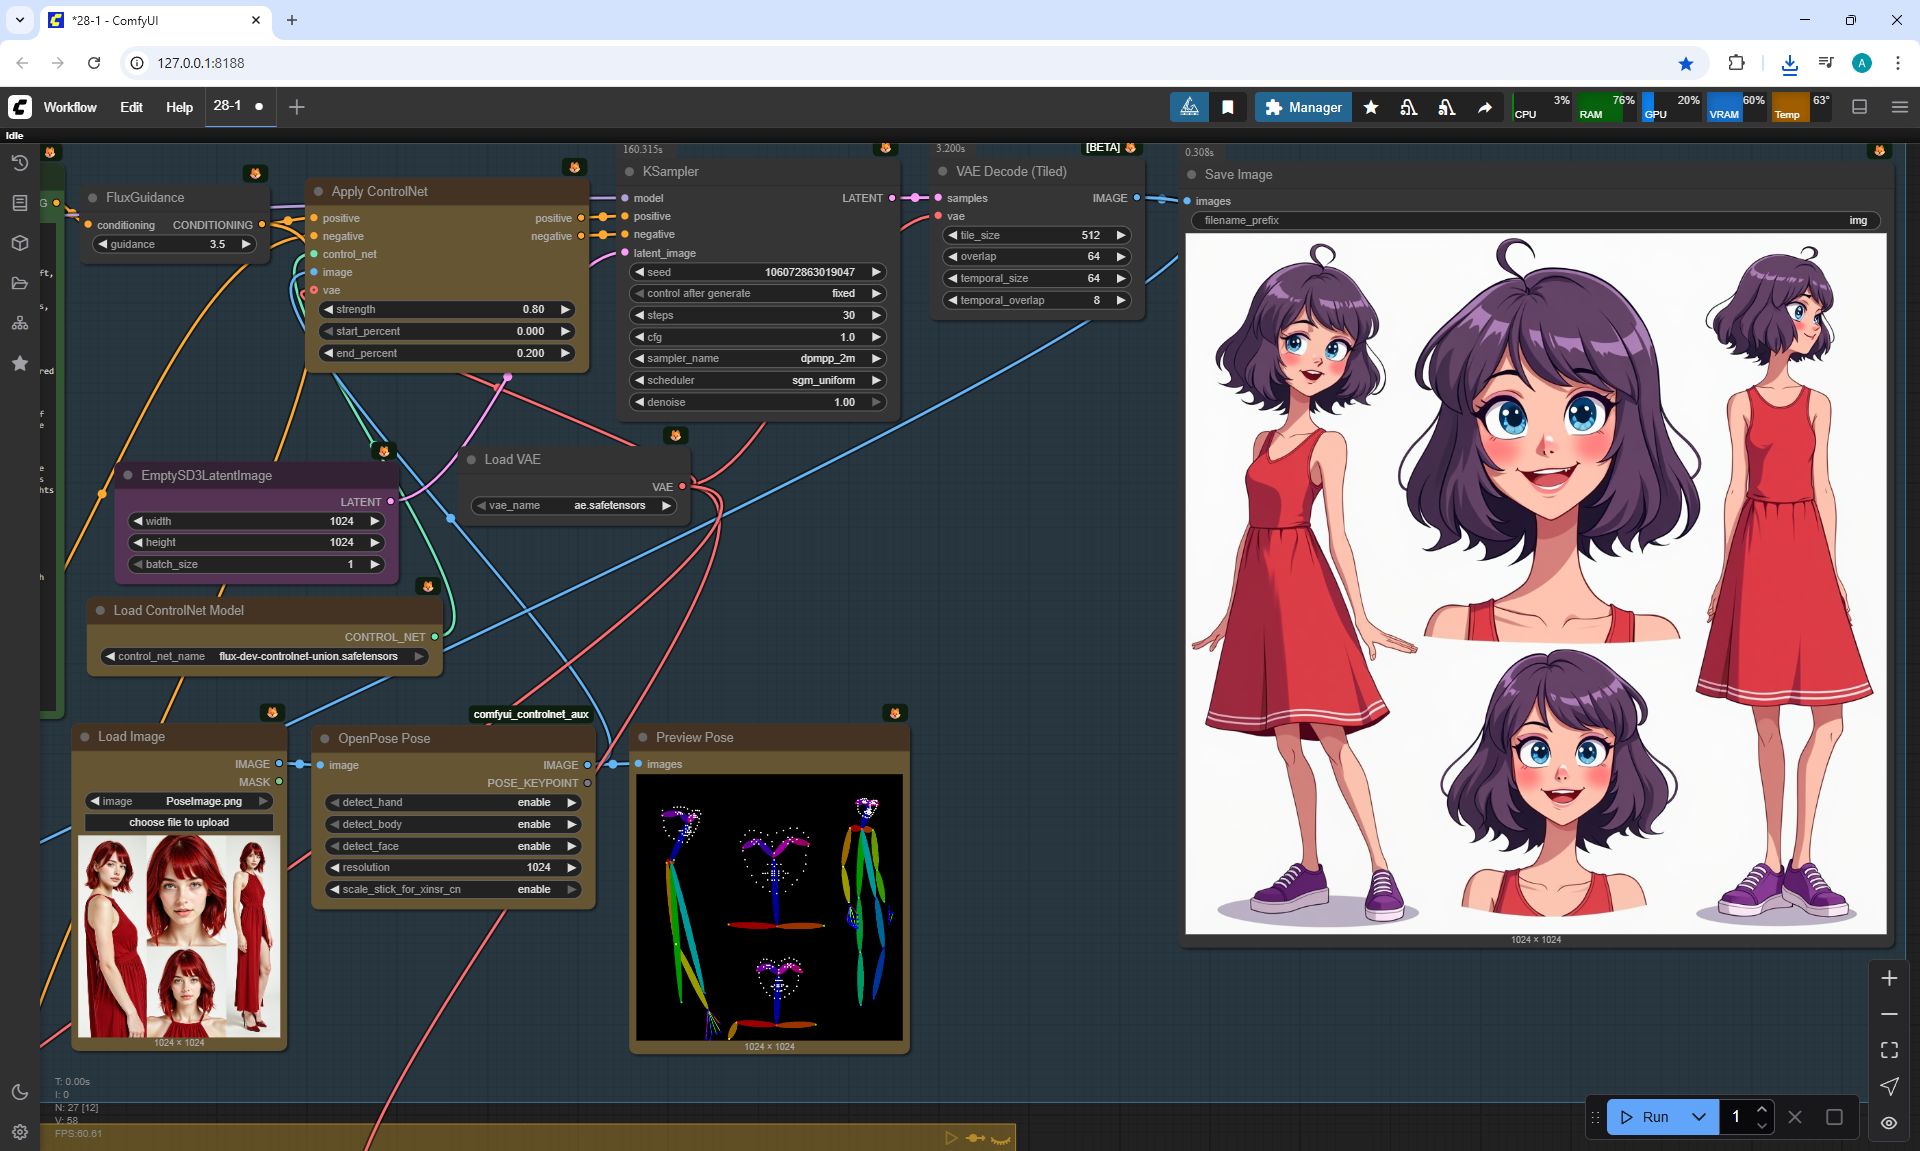 *28-1 - ComfyUI
127.0.0.1:8188
A
Workflow
Edit
Help
28-1
Manager
CPU 3%
RAM 76%
GPU 20%
VRAM 60%
Temp 63°
Idle
G
ft,
s,
red
f
e
e
s
hts
h
FluxGuidance
conditioning CONDITIONING
guidance 3.5
Apply ControlNet
positive positive
negative negative
control_net
image
vae
strength 0.80
start_percent 0.000
end_percent 0.200
160.315s
KSampler
model LATENT
positive
negative
latent_image
seed 106072863019047
control after generate fixed
steps 30
cfg 1.0
sampler_name dpmpp_2m
scheduler sgm_uniform
denoise 1.00
3.200s
[BETA]
VAE Decode (Tiled)
samples IMAGE
vae
tile_size 512
overlap 64
temporal_size 64
temporal_overlap 8
0.308s
Save Image
images
filename_prefix img
1024 × 1024
EmptySD3LatentImage
LATENT
width 1024
height 1024
batch_size 1
Load VAE
VAE
vae_name ae.safetensors
Load ControlNet Model
CONTROL_NET
control_net_name flux-dev-controlnet-union.safetensors
Load Image
IMAGE
MASK
image PoseImage.png
choose file to upload
1024 × 1024
comfyui_controlnet_aux
OpenPose Pose
image IMAGE
POSE_KEYPOINT
detect_hand enable
detect_body enable
detect_face enable
resolution 1024
scale_stick_for_xinsr_cn enable
Preview Pose
images
1024 × 1024
T: 0.00s
I: 0
N: 27 [12]
V: 58
FPS:60.61
Run
1